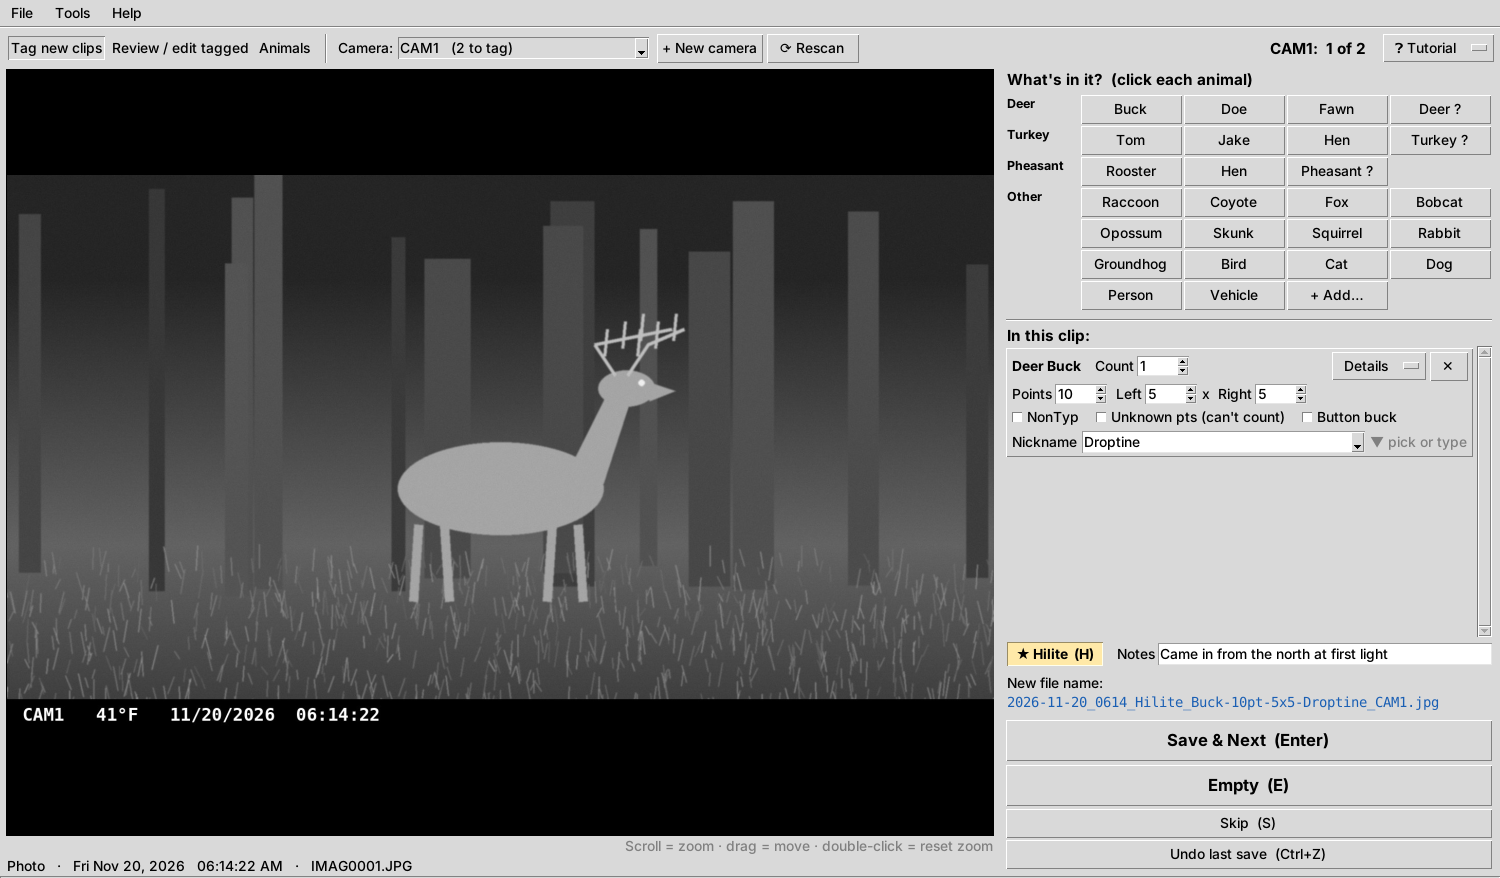 File Tools Help
Tag new clips Review / edit tagged Animals Camera: CAM1 (2 to tag) + New camera ⟳ Rescan CAM1: 1 of 2 ? Tutorial
What's in it? (click each animal)
Deer Buck Doe Fawn Deer ?
Turkey Tom Jake Hen Turkey ?
Pheasant Rooster Hen Pheasant ?
Other Raccoon Coyote Fox Bobcat
Opossum Skunk Squirrel Rabbit
Groundhog Bird Cat Dog
Person Vehicle + Add...
In this clip:
Deer Buck Count 1 Details ✕
Points 10 Left 5 x Right 5
NonTyp Unknown pts (can't count) Button buck
Nickname Droptine ▼ pick or type
★ Hilite (H) Notes Came in from the north at first light
New file name:
2026-11-20_0614_Hilite_Buck-10pt-5x5-Droptine_CAM1.jpg
Save & Next (Enter)
Empty (E)
Skip (S)
Undo last save (Ctrl+Z)
CAM1 41°F 11/20/2026 06:14:22
Scroll = zoom · drag = move · double-click = reset zoom
Photo · Fri Nov 20, 2026 06:14:22 AM · IMAG0001.JPG